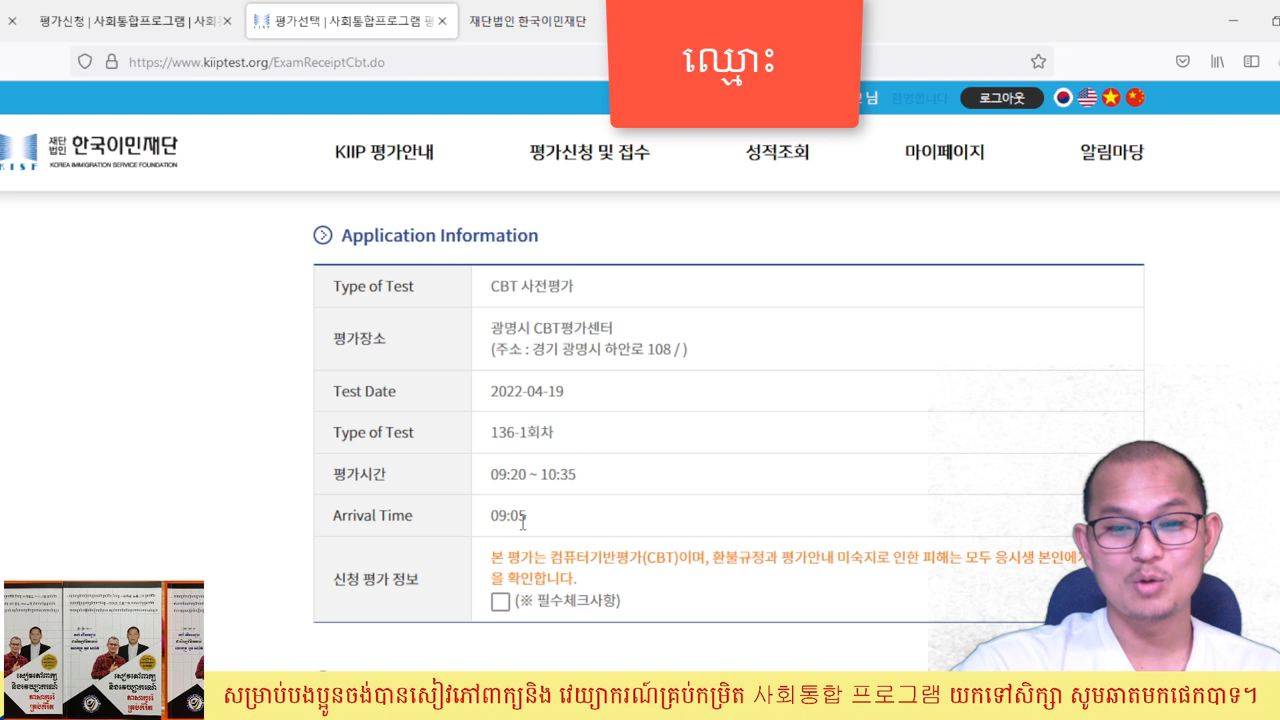 평가신청 | 사회통합프로그램 | 사회
평가선택 | 사회통합프로그램 평
재단법인 한국이민재단
ឈ្មោះ
https://www.kiiptest.org/ExamReceiptCbt.do
님 환영합니다
로그아웃
재단법인 한국이민재단
KISF KOREA IMMIGRATION SERVICE FOUNDATION
KIIP 평가안내 평가신청 및 접수 성적조회 마이페이지 알림마당
Application Information
Type of Test CBT 사전평가
평가장소 광명시 CBT평가센터
(주소 : 경기 광명시 하안로 108 / )
Test Date 2022-04-19
Type of Test 136-1회차
평가시간 09:20 ~ 10:35
Arrival Time 09:05
신청 평가 정보 본 평가는 컴퓨터기반평가(CBT)이며, 환불규정과 평가안내 미숙지로 인한 피해는 모두 응시생 본인에게
을 확인합니다.
(※ 필수체크사항)
សម្រាប់បងប្អូនចង់បានសៀវភៅពាក្យនិង វេយ្យាករណ៍គ្រប់កម្រិត 사회통합 프로그램 យកទៅសិក្សា សូមឆាតមកផេកបាទ។